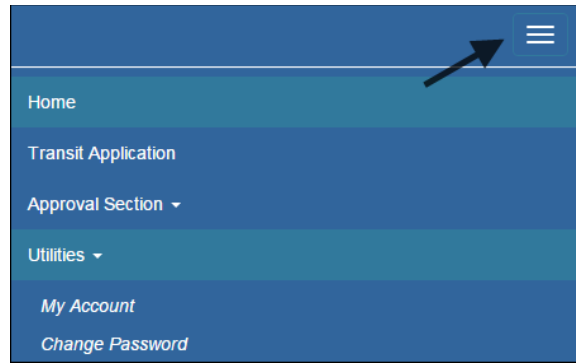 Home
Transit Application
Approval Section
Utilities
My Account
Change Password